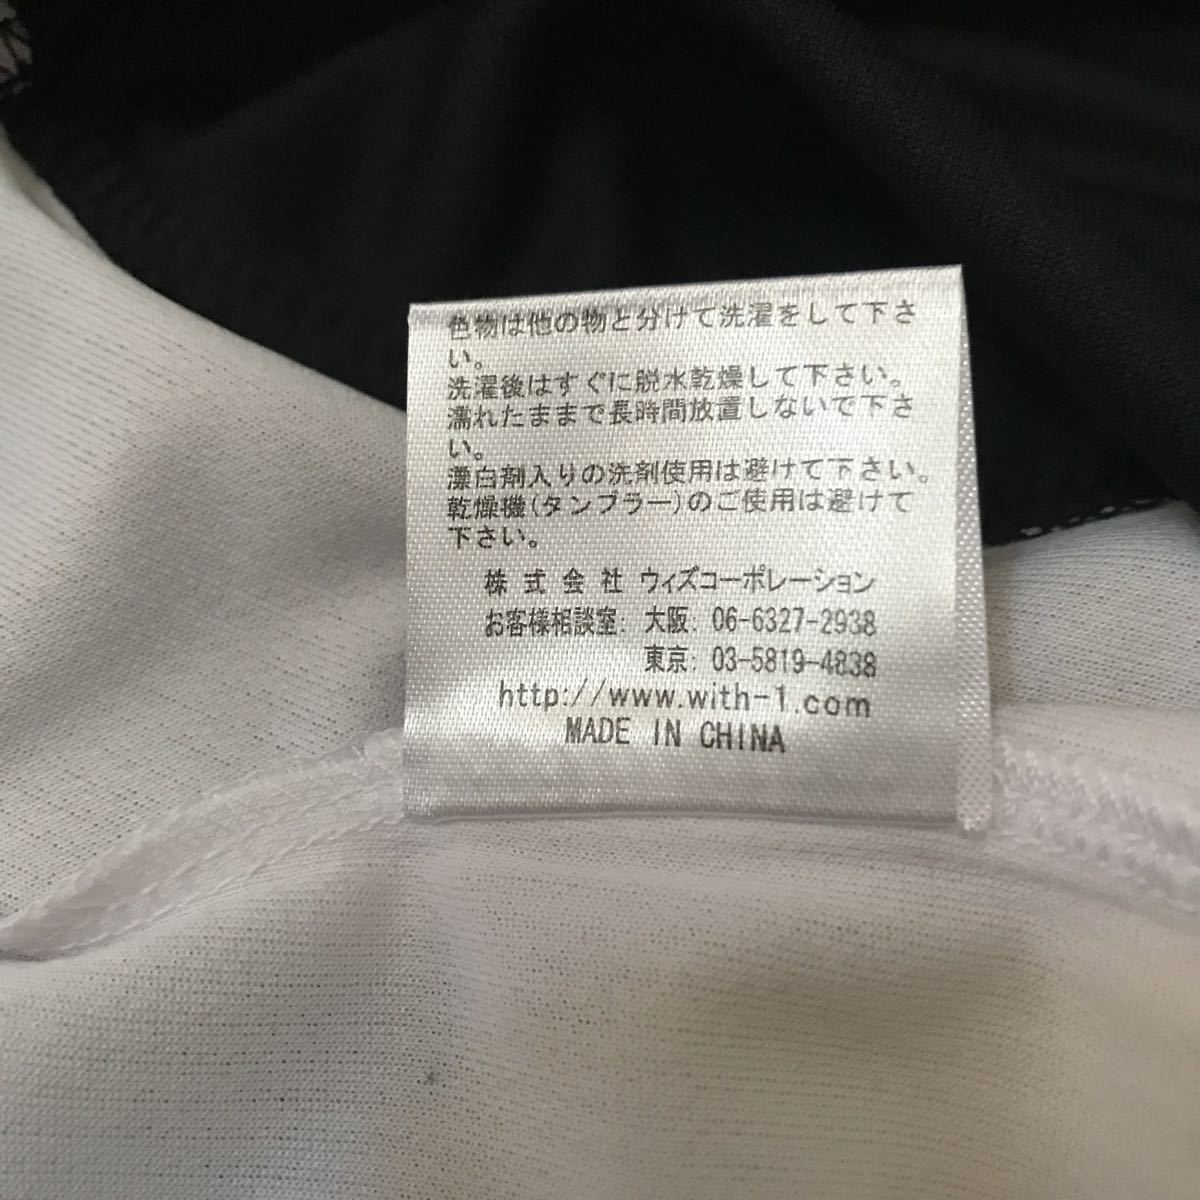 色物は他の物と分けて洗濯をして下さ
い。
洗濯後はすぐに脱水乾燥して下さい。
濡れたままで長時間放置しないで下さ
い。
漂白剤入りの洗剤使用は避けて下さい。
乾燥機(タンブラー)のご使用は避けて
下さい。
株式会社 ウィズコーポレーション
お客様相談室: 大阪: 06-6327-2938
東京: 03-5819-4838
http://www.with-1.com
MADE IN CHINA